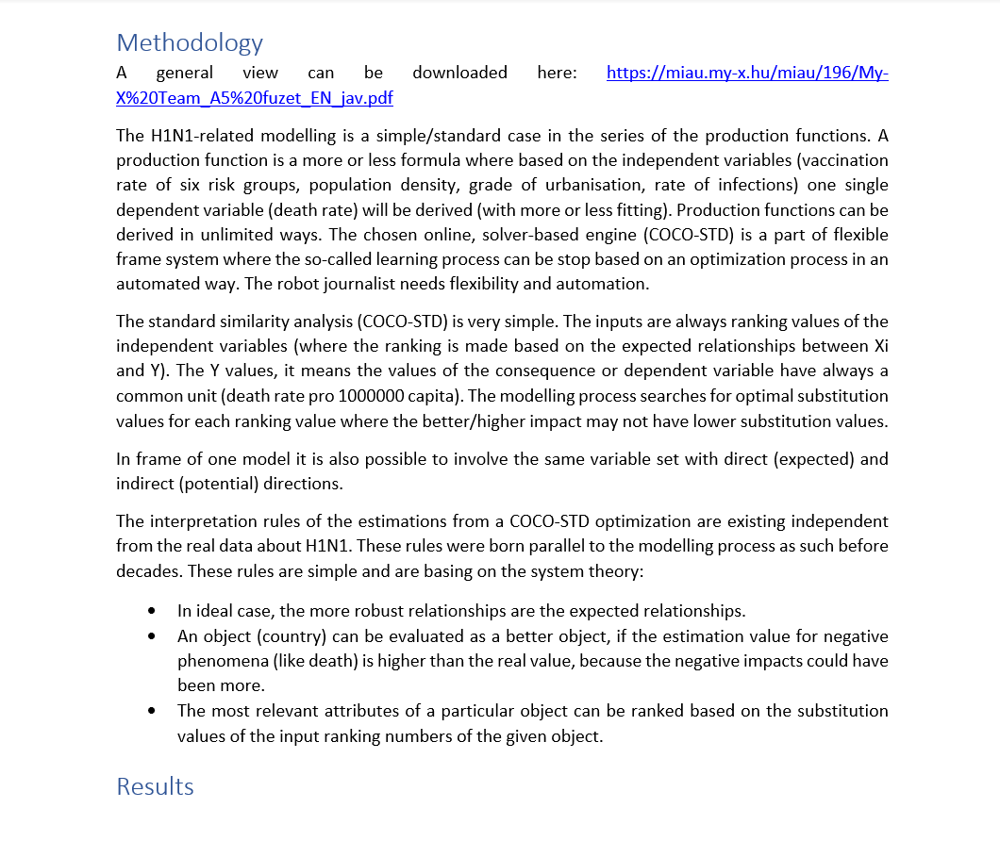 Methodology
A general view can be downloaded here: https://miau.my-x.hu/miau/196/My-
X%20Team_A5%20fuzet_EN_jav.pdf
The H1N1-related modelling is a simple/standard case in the series of the production functions. A
production function is a more or less formula where based on the independent variables (vaccination
rate of six risk groups, population density, grade of urbanisation, rate of infections) one single
dependent variable (death rate) will be derived (with more or less fitting). Production functions can be
derived in unlimited ways. The chosen online, solver-based engine (COCO-STD) is a part of flexible
frame system where the so-called learning process can be stop based on an optimization process in an
automated way. The robot journalist needs flexibility and automation.
The standard similarity analysis (COCO-STD) is very simple. The inputs are always ranking values of the
independent variables (where the ranking is made based on the expected relationships between Xi
and Y). The Y values, it means the values of the consequence or dependent variable have always a
common unit (death rate pro 1000000 capita). The modelling process searches for optimal substitution
values for each ranking value where the better/higher impact may not have lower substitution values.
In frame of one model it is also possible to involve the same variable set with direct (expected) and
indirect (potential) directions.
The interpretation rules of the estimations from a COCO-STD optimization are existing independent
from the real data about H1N1. These rules were born parallel to the modelling process as such before
decades. These rules are simple and are basing on the system theory:
• In ideal case, the more robust relationships are the expected relationships.
• An object (country) can be evaluated as a better object, if the estimation value for negative
phenomena (like death) is higher than the real value, because the negative impacts could have
been more.
• The most relevant attributes of a particular object can be ranked based on the substitution
values of the input ranking numbers of the given object.
Results